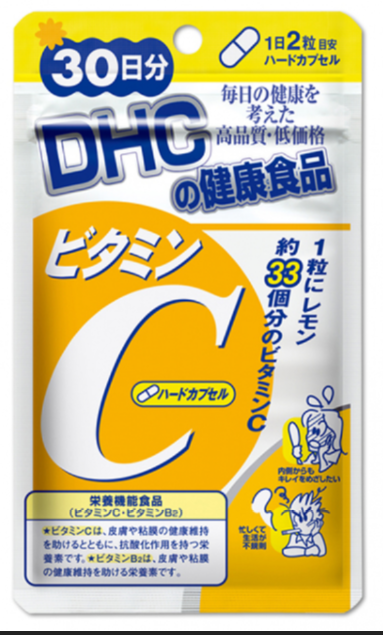 30日分
1日2粒目安
ハードカプセル
毎日の健康を
考えた
高品質・低価格
DHC
の健康食品
ビタミン
C
1粒にレモン
約33個分のビタミンC
ハードカプセル
内側からも
キレイをめざしたい
忙しくて
生活が
不規則
栄養機能食品
(ビタミンC・ビタミンB2)
★ビタミンCは、皮膚や粘膜の健康維持
を助けるとともに、抗酸化作用を持つ栄
養素です。★ビタミンB2は、皮膚や粘膜
の健康維持を助ける栄養素です。